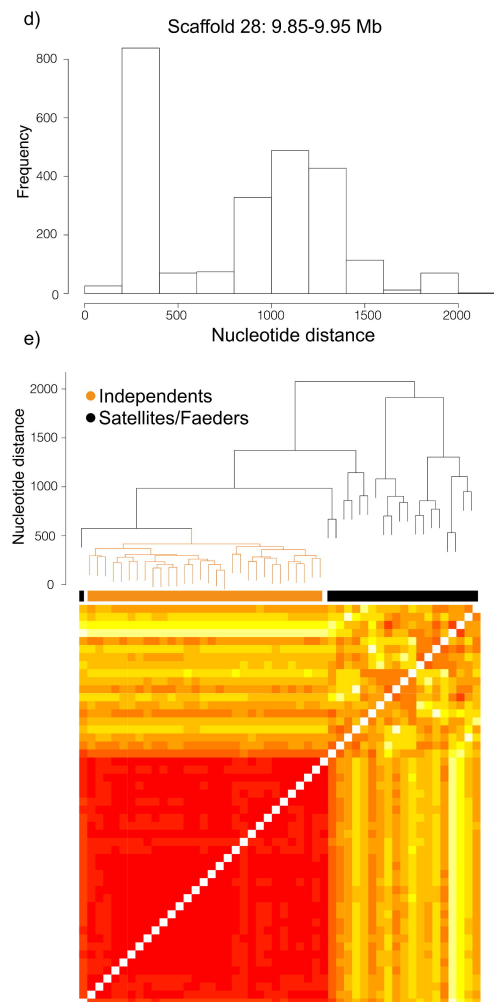 d)
Scaffold 28: 9.85-9.95 Mb
Frequency
800
600
400
200
0
0 500 1000 1500 2000
Nucleotide distance
e)
Nucleotide distance
2000
1500
1000
500
0
Independents
Satellites/Faeders